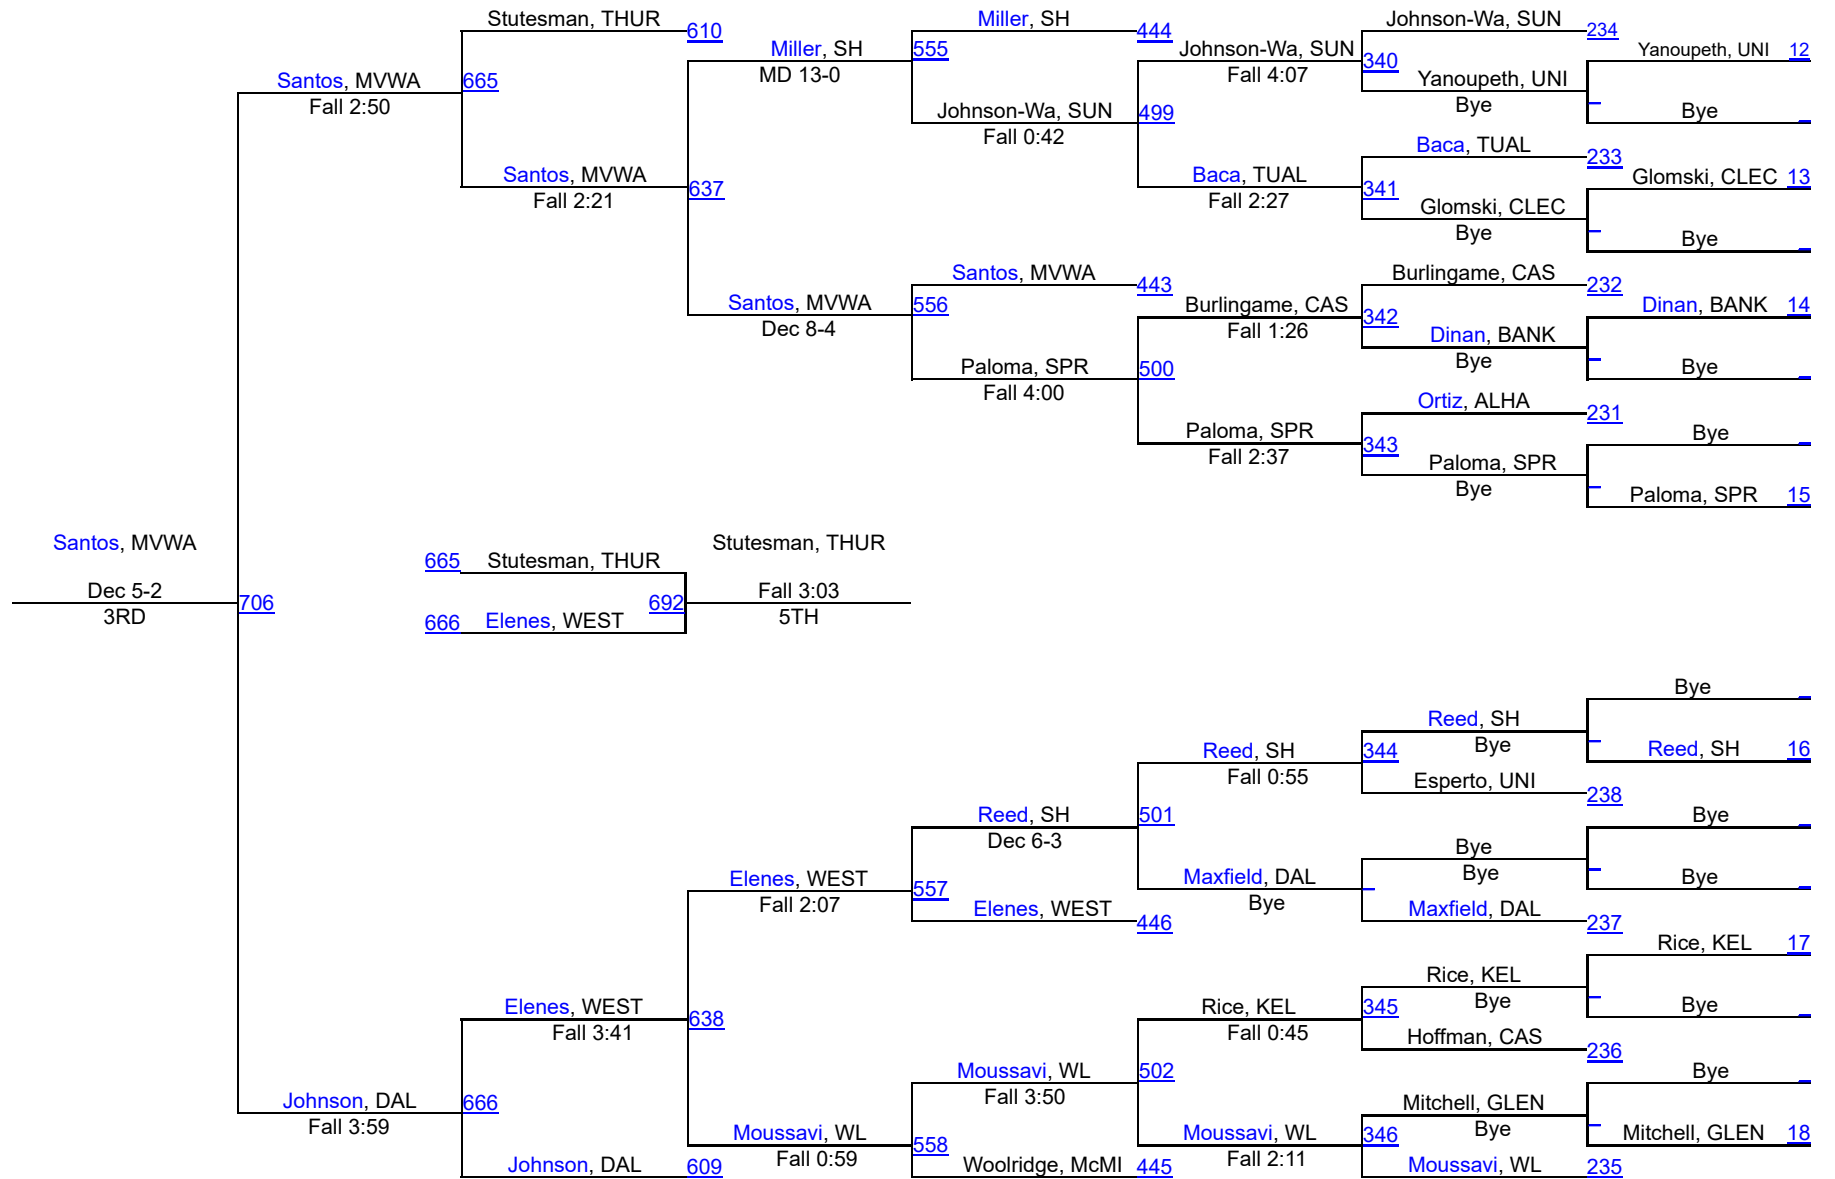 Stutesman, THUR
610
Johnson-Wa, SUN
234
Miller, SH
444
Miller, SH
MD 13-0
555
Johnson-Wa, SUN
Fall 4:07
340
Yanoupeth, UNI 12
Santos, MVWA
Fall 2:50
665
Yanoupeth, UNI
Bye
Johnson-Wa, SUN
Fall 0:42
499
Bye
Baca, TUAL
233
Santos, MVWA
Fall 2:21
637
Baca, TUAL
Fall 2:27
341
Glomski, CLEC 13
Glomski, CLEC
Bye
Bye
Santos, MVWA
443
Burlingame, CAS
232
Santos, MVWA
Dec 8-4
556
Burlingame, CAS
Fall 1:26
342
Dinan, BANK 14
Dinan, BANK
Bye
Paloma, SPR
Fall 4:00
500
Bye
Ortiz, ALHA
231
Paloma, SPR
Fall 2:37
343
Bye
Paloma, SPR
Bye
Paloma, SPR 15
Santos, MVWA
Dec 5-2
3RD
706
665 Stutesman, THUR
666 Elenes, WEST
692
Stutesman, THUR
Fall 3:03
5TH
Bye
Reed, SH
Bye
Reed, SH 16
Reed, SH
Fall 0:55
344
Esperto, UNI
238
Reed, SH
Dec 6-3
501
Bye
Bye
Bye
Bye
Elenes, WEST
Fall 2:07
557
Maxfield, DAL
Bye
Elenes, WEST
446
Maxfield, DAL
237
Rice, KEL 17
Rice, KEL
Bye
Bye
Elenes, WEST
Fall 3:41
638
Rice, KEL
Fall 0:45
345
Hoffman, CAS
236
Moussavi, WL
Fall 3:50
502
Bye
Johnson, DAL
Fall 3:59
666
Mitchell, GLEN
Bye
Mitchell, GLEN 18
Moussavi, WL
Fall 0:59
558
Moussavi, WL
Fall 2:11
346
Johnson, DAL
609
Woolridge, McMI
445
Moussavi, WL
235